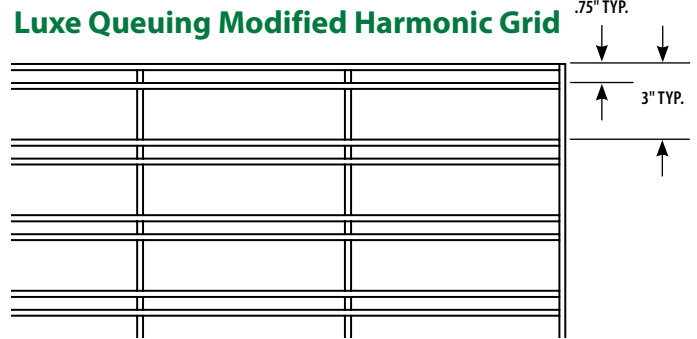 Luxe Queuing Modified Harmonic Grid
.75" TYP.
3" TYP.